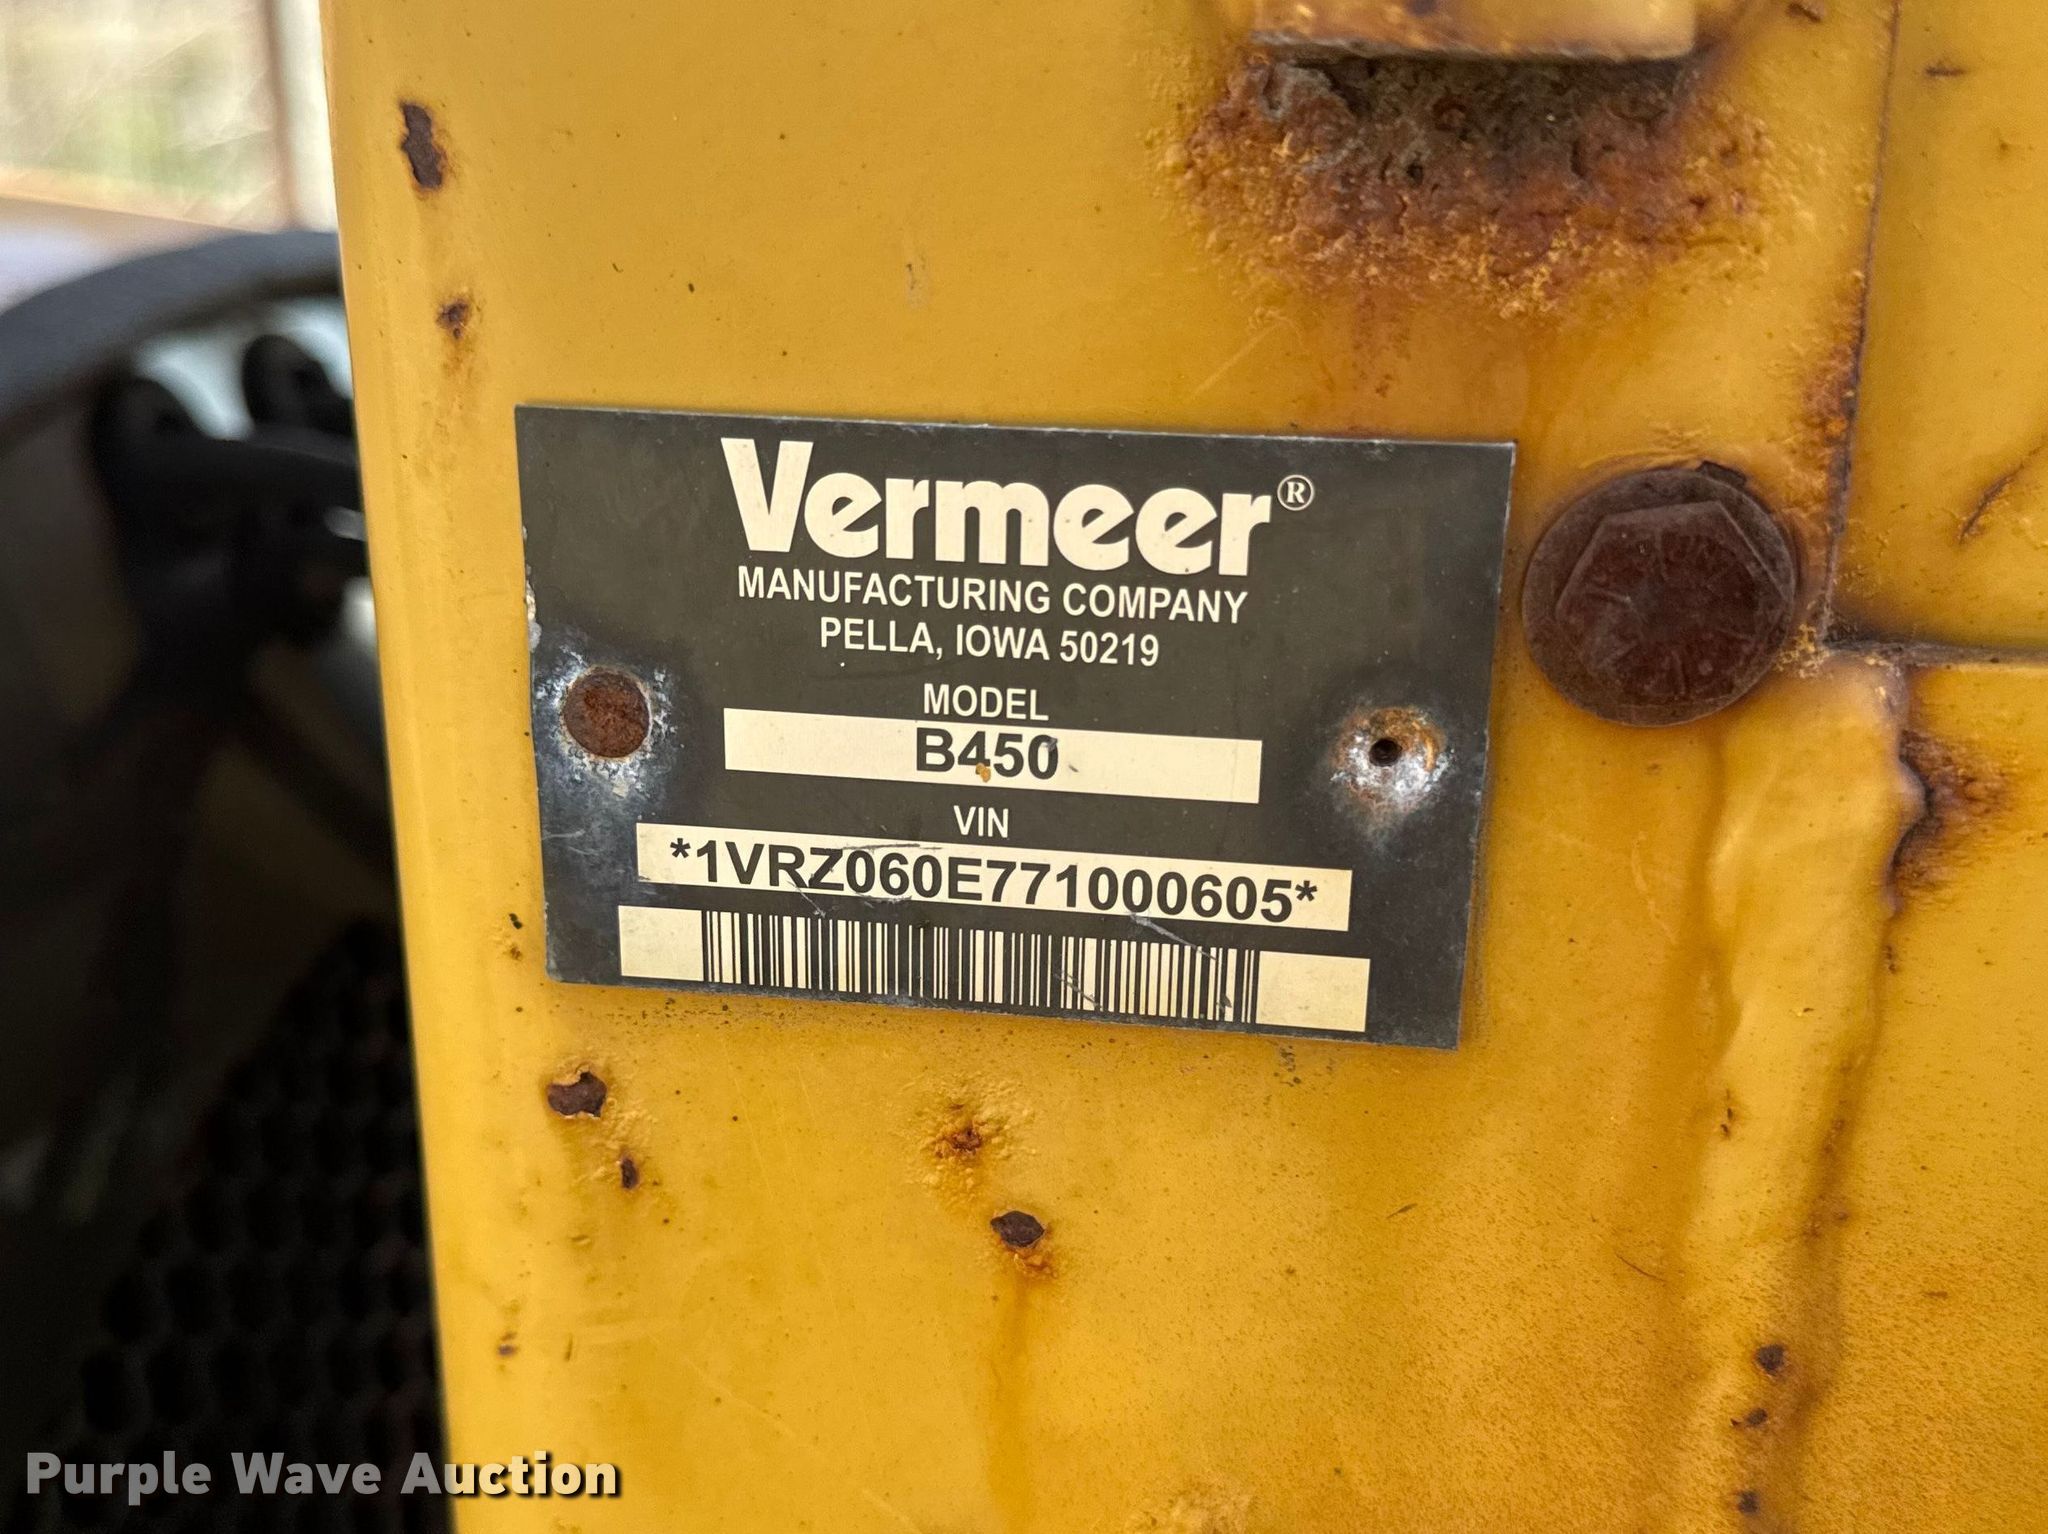 Vermeer®
MANUFACTURING COMPANY
PELLA, IOWA 50219
MODEL
B450
VIN
*1VRZ060E771000605*
Purple Wave Auction